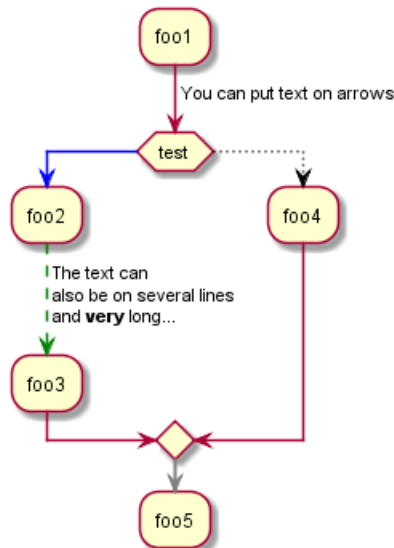 foo1
You can put text on arrows
test
foo2
foo4
The text can
also be on several lines
and very long...
foo3
foo5